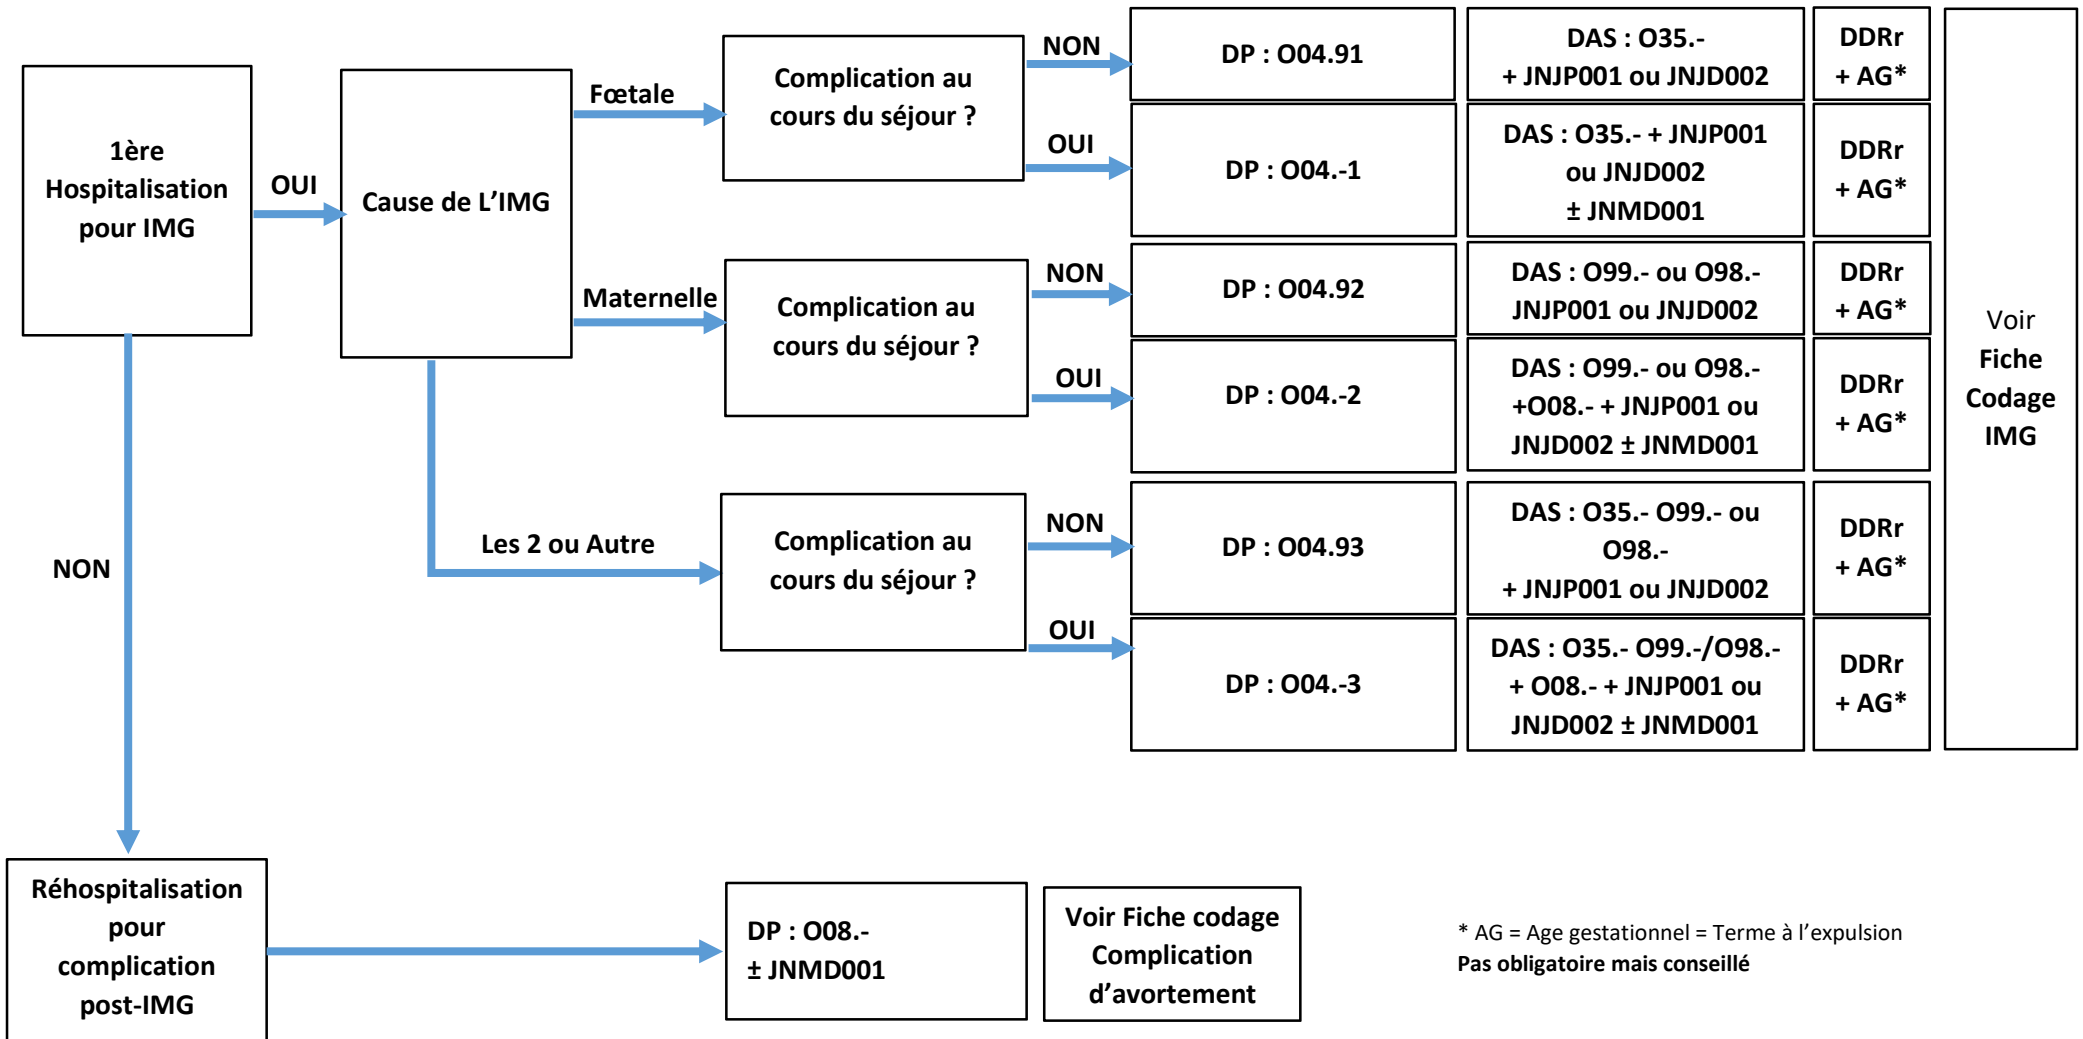 1ère
Hospitalisation
pour IMG
OUI
NON
Cause de L'IMG
Fœtale
Maternelle
Les 2 ou Autre
Complication au
cours du séjour ?
NON
DP : O04.91
DAS : O35.-
+ JNJP001 ou JNJD002
DDRr
+ AG*
OUI
DP : O04.-1
DAS : O35.- + JNJP001
ou JNJD002
± JNMD001
DDRr
+ AG*
Complication au
cours du séjour ?
NON
DP : O04.92
DAS : O99.- ou O98.-
JNJP001 ou JNJD002
DDRr
+ AG*
OUI
DP : O04.-2
DAS : O99.- ou O98.-
+O08.- + JNJP001 ou
JNJD002 ± JNMD001
DDRr
+ AG*
Complication au
cours du séjour ?
NON
DP : O04.93
DAS : O35.- O99.- ou
O98.-
+ JNJP001 ou JNJD002
DDRr
+ AG*
OUI
DP : O04.-3
DAS : O35.- O99.-/O98.-
+ O08.- + JNJP001 ou
JNJD002 ± JNMD001
DDRr
+ AG*
Voir
Fiche
Codage
IMG
Réhospitalisation
pour
complication
post-IMG
DP : O08.-
± JNMD001
Voir Fiche codage
Complication
d'avortement
* AG = Age gestationnel = Terme à l'expulsion
Pas obligatoire mais conseillé